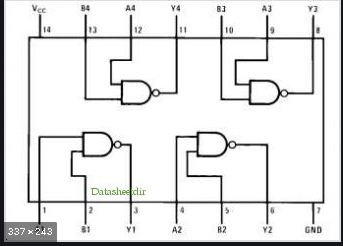 VCC B4 A4 Y4 B3 A3 Y3
14 13 12 11 10 9 8
Datasheetdir
1 2 3 4 5 6 7
B1 Y1 A2 B2 Y2 GND
337 × 243